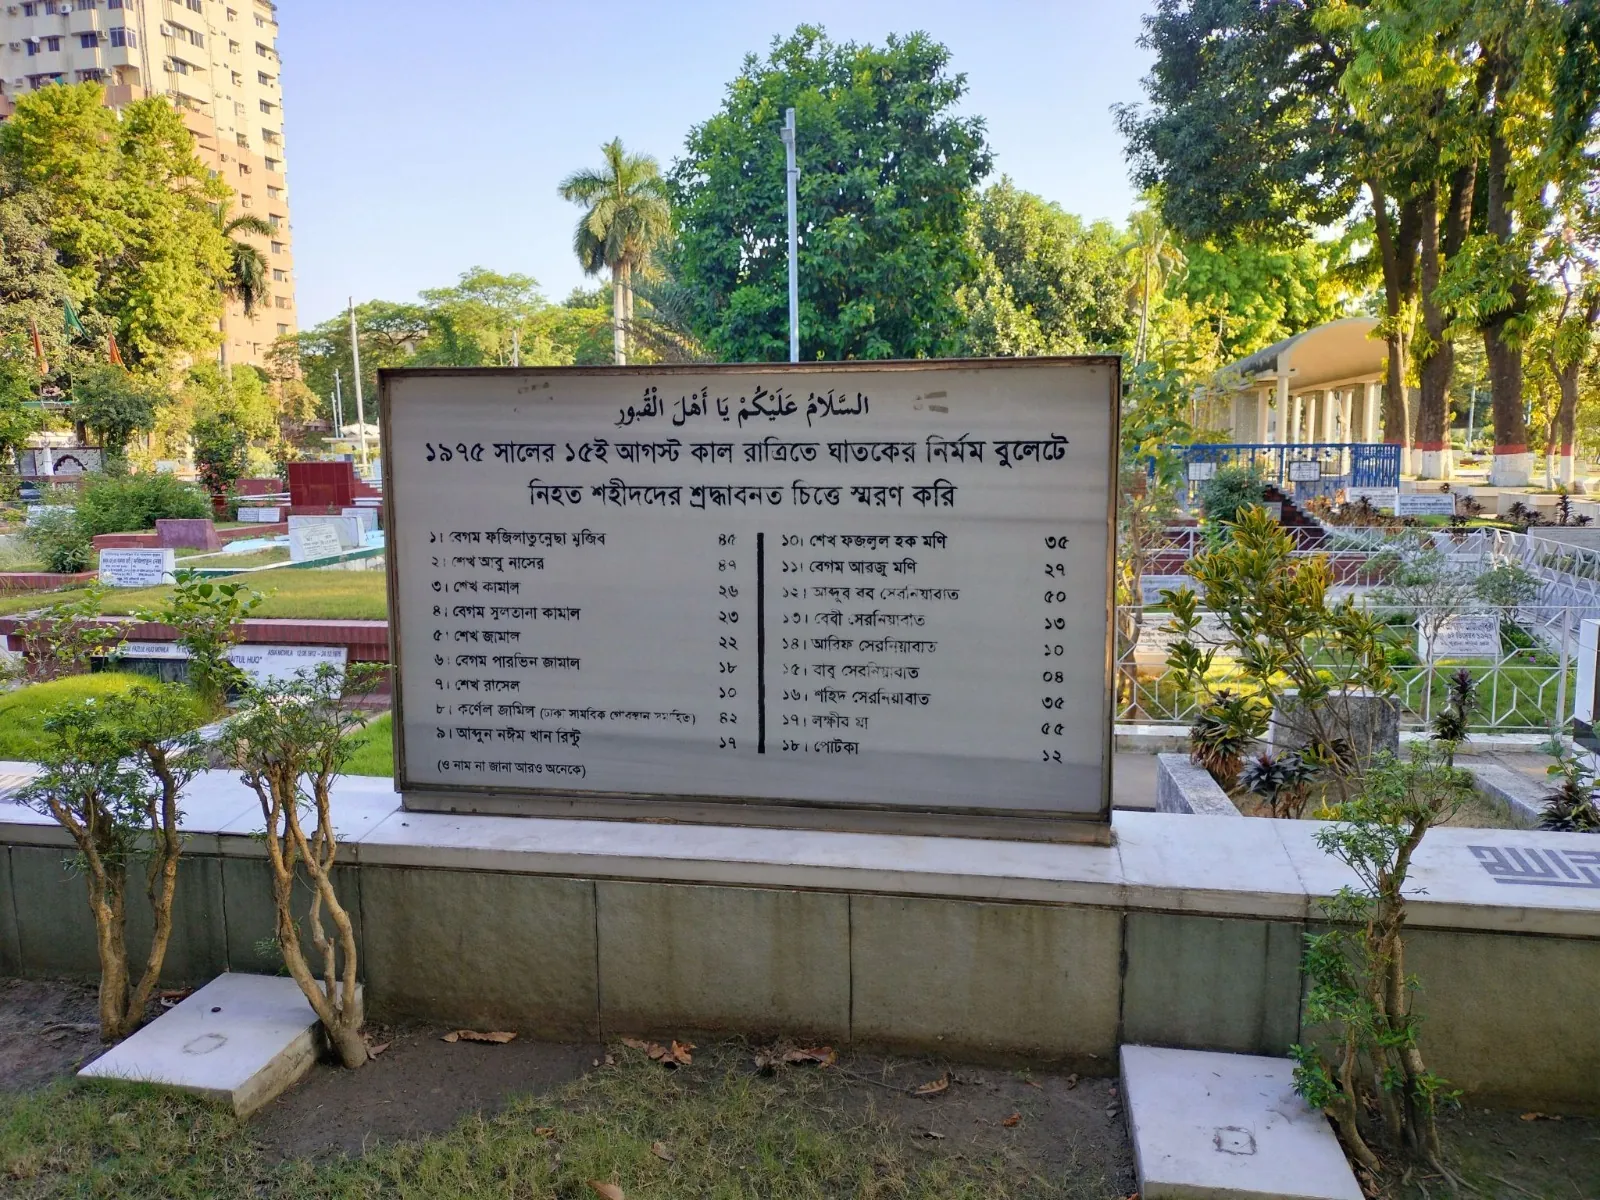 السَّلَامُ عَلَيْكُمْ يَا أَهْلَ الْقُبُورِ
১৯৭৫ সালের ১৫ই আগস্ট কাল রাত্রিতে ঘাতকের নির্মম বুলেটে
নিহত শহীদদের শ্রদ্ধাবনত চিত্তে স্মরণ করি
১। বেগম ফজিলাতুন্নেছা মুজিব ৪৫
২। শেখ আবু নাসের ৪৭
৩। শেখ কামাল ২৬
৪। বেগম সুলতানা কামাল ২৩
৫। শেখ জামাল ২২
৬। বেগম পারভিন জামাল ১৮
৭। শেখ রাসেল ১০
৮। কর্ণেল জামিল (ঢাকা সামরিক গোরস্থান সমাহিত) ৪২
৯। আব্দুন নঈম খান রিন্টু ১৭
(ও নাম না জানা আরও অনেকে)
১০। শেখ ফজলুল হক মণি ৩৫
১১। বেগম আরজু মণি ২৭
১২। আব্দুর রব সেরনিয়াবাত ৫০
১৩। বেবী সেরনিয়াবাত ১৩
১৪। আরিফ সেরনিয়াবাত ১০
১৫। বাবু সেরনিয়াবাত ০৪
১৬। শহিদ সেরনিয়াবাত ৩৫
১৭। লক্ষীর মা ৫৫
১৮। পোটকা ১২